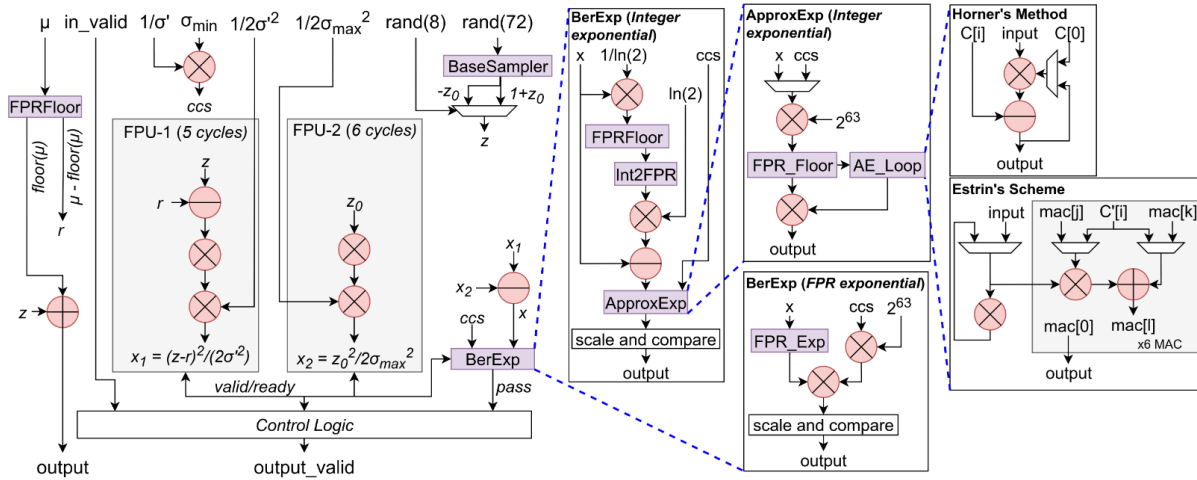 μ in_valid 1/σ' σmin 1/2σ'² 1/2σmax² rand(8) rand(72)
FPRFloor
ccs
BaseSampler
-z₀ 1+z₀
z
floor(μ)
μ - floor(μ)
r
FPU-1 (5 cycles)
z
r
x₁ = (z-r)²/(2σ'²)
FPU-2 (6 cycles)
z₀
x₂ = z₀²/2σmax²
z
x₁
x₂
x
ccs
BerExp
valid/ready
pass
Control Logic
output
output_valid
BerExp (Integer
exponential)
x 1/ln(2) ccs
ln(2)
FPRFloor
Int2FPR
ApproxExp
scale and compare
output
ApproxExp (Integer
exponential)
x ccs
2⁶³
FPR_Floor
AE_Loop
output
BerExp (FPR exponential)
x ccs 2⁶³
FPR_Exp
scale and compare
output
Horner's Method
C[i] input C[0]
output
Estrin's Scheme
input mac[j] C'[i] mac[k]
mac[0] mac[l]
x6 MAC
output